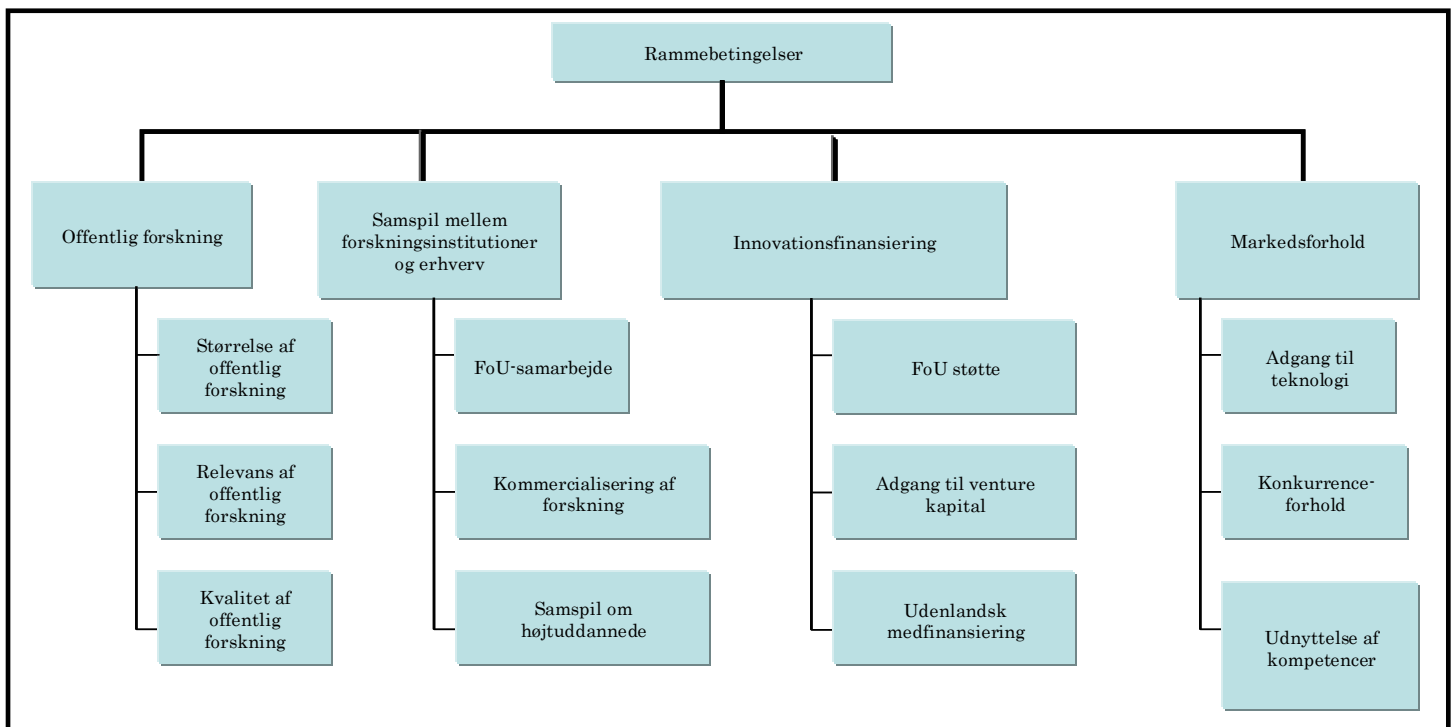 Rammebetingelser
Offentlig forskning
Samspil mellem
forskningsinstitutioner
og erhverv
Innovationsfinansiering
Markedsforhold
Størrelse af
offentlig
forskning
FoU-samarbejde
FoU støtte
Adgang til
teknologi
Relevans af
offentlig
forskning
Kommercialisering af
forskning
Adgang til venture
kapital
Konkurrence-
forhold
Kvalitet af
offentlig
forskning
Samspil om
højtuddannede
Udenlandsk
medfinansiering
Udnyttelse af
kompetencer